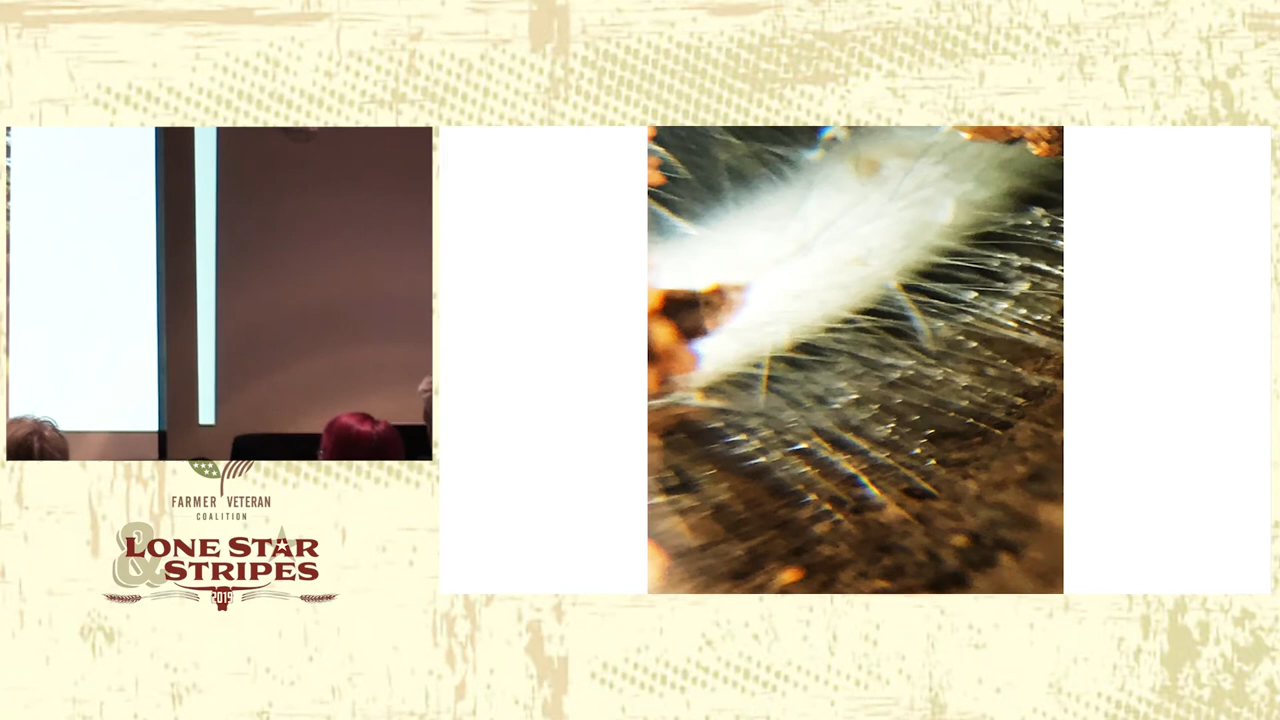 FARMER VETERAN
COALITION
LONE STAR
& STRIPES
2019